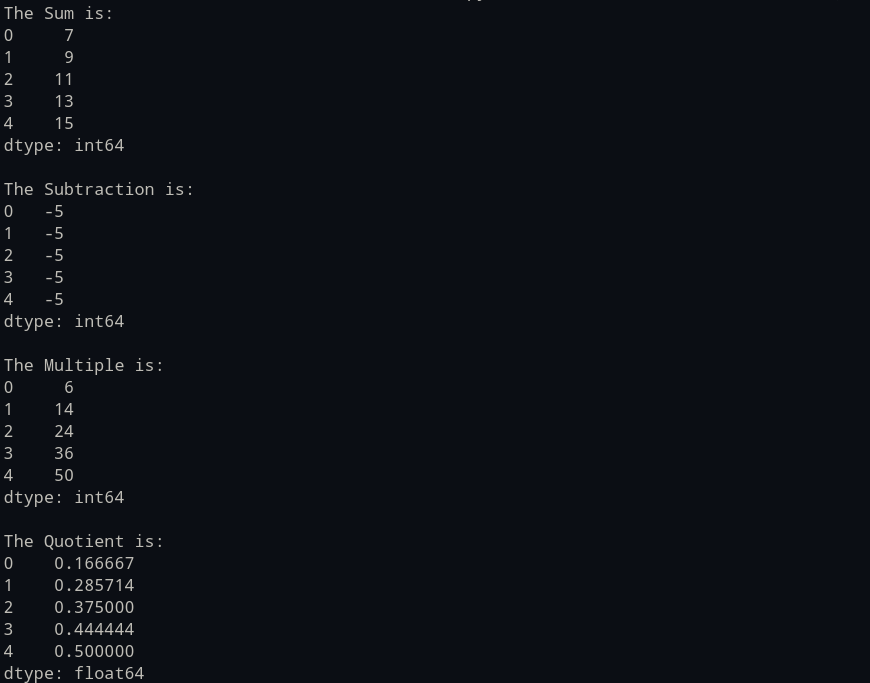 The Sum is:
0     7
1     9
2    11
3    13
4    15
dtype: int64

The Subtraction is:
0   -5
1   -5
2   -5
3   -5
4   -5
dtype: int64

The Multiple is:
0     6
1    14
2    24
3    36
4    50
dtype: int64

The Quotient is:
0    0.166667
1    0.285714
2    0.375000
3    0.444444
4    0.500000
dtype: float64